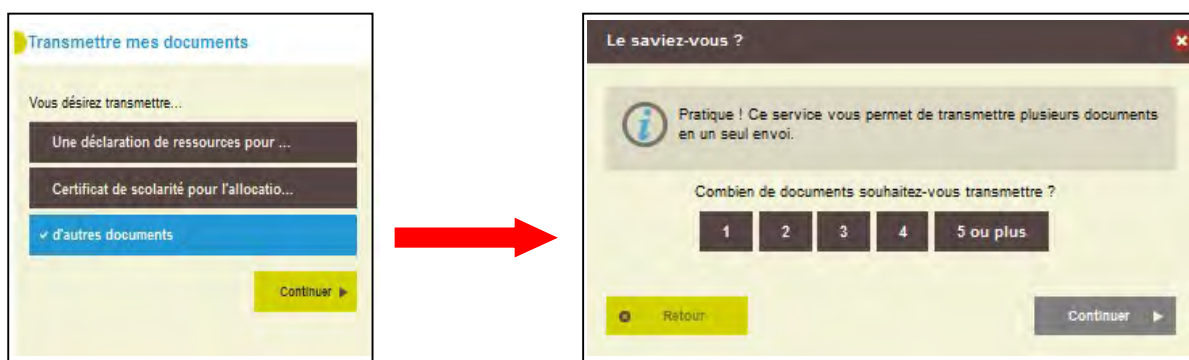 Transmettre mes documents
Vous désirez transmettre...
Une déclaration de ressources pour ...
Certificat de scolarité pour l'allocatio...
d'autres documents
Continuer
Le saviez-vous ?
Pratique ! Ce service vous permet de transmettre plusieurs documents
en un seul envoi.
Combien de documents souhaitez-vous transmettre ?
1 2 3 4 5 ou plus
Retour Continuer